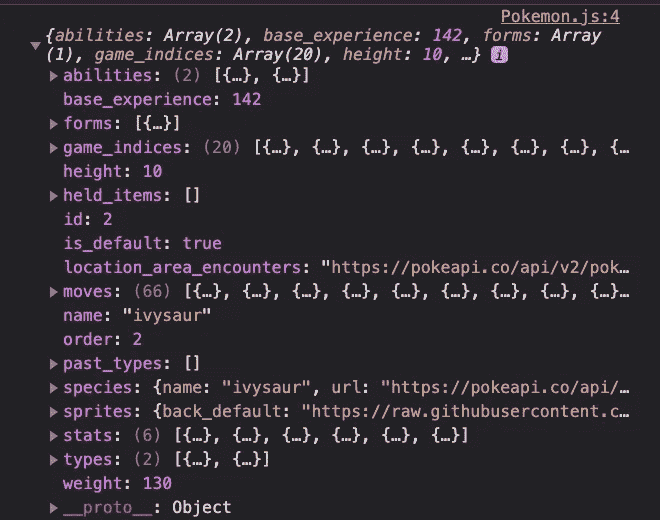 Pokemon.js:4
{abilities: Array(2), base_experience: 142, forms: Array
(1), game_indices: Array(20), height: 10, …} i
abilities: (2) [{…}, {…}]
base_experience: 142
forms: [{…}]
game_indices: (20) [{…}, {…}, {…}, {…}, {…}, {…}, {…}, {…
height: 10
held_items: []
id: 2
is_default: true
location_area_encounters: "https://pokeapi.co/api/v2/pok…
moves: (66) [{…}, {…}, {…}, {…}, {…}, {…}, {…}, {…}, {…}…
name: "ivysaur"
order: 2
past_types: []
species: {name: "ivysaur", url: "https://pokeapi.co/api/…
sprites: {back_default: "https://raw.githubusercontent.c…
stats: (6) [{…}, {…}, {…}, {…}, {…}, {…}]
types: (2) [{…}, {…}]
weight: 130
__proto__: Object